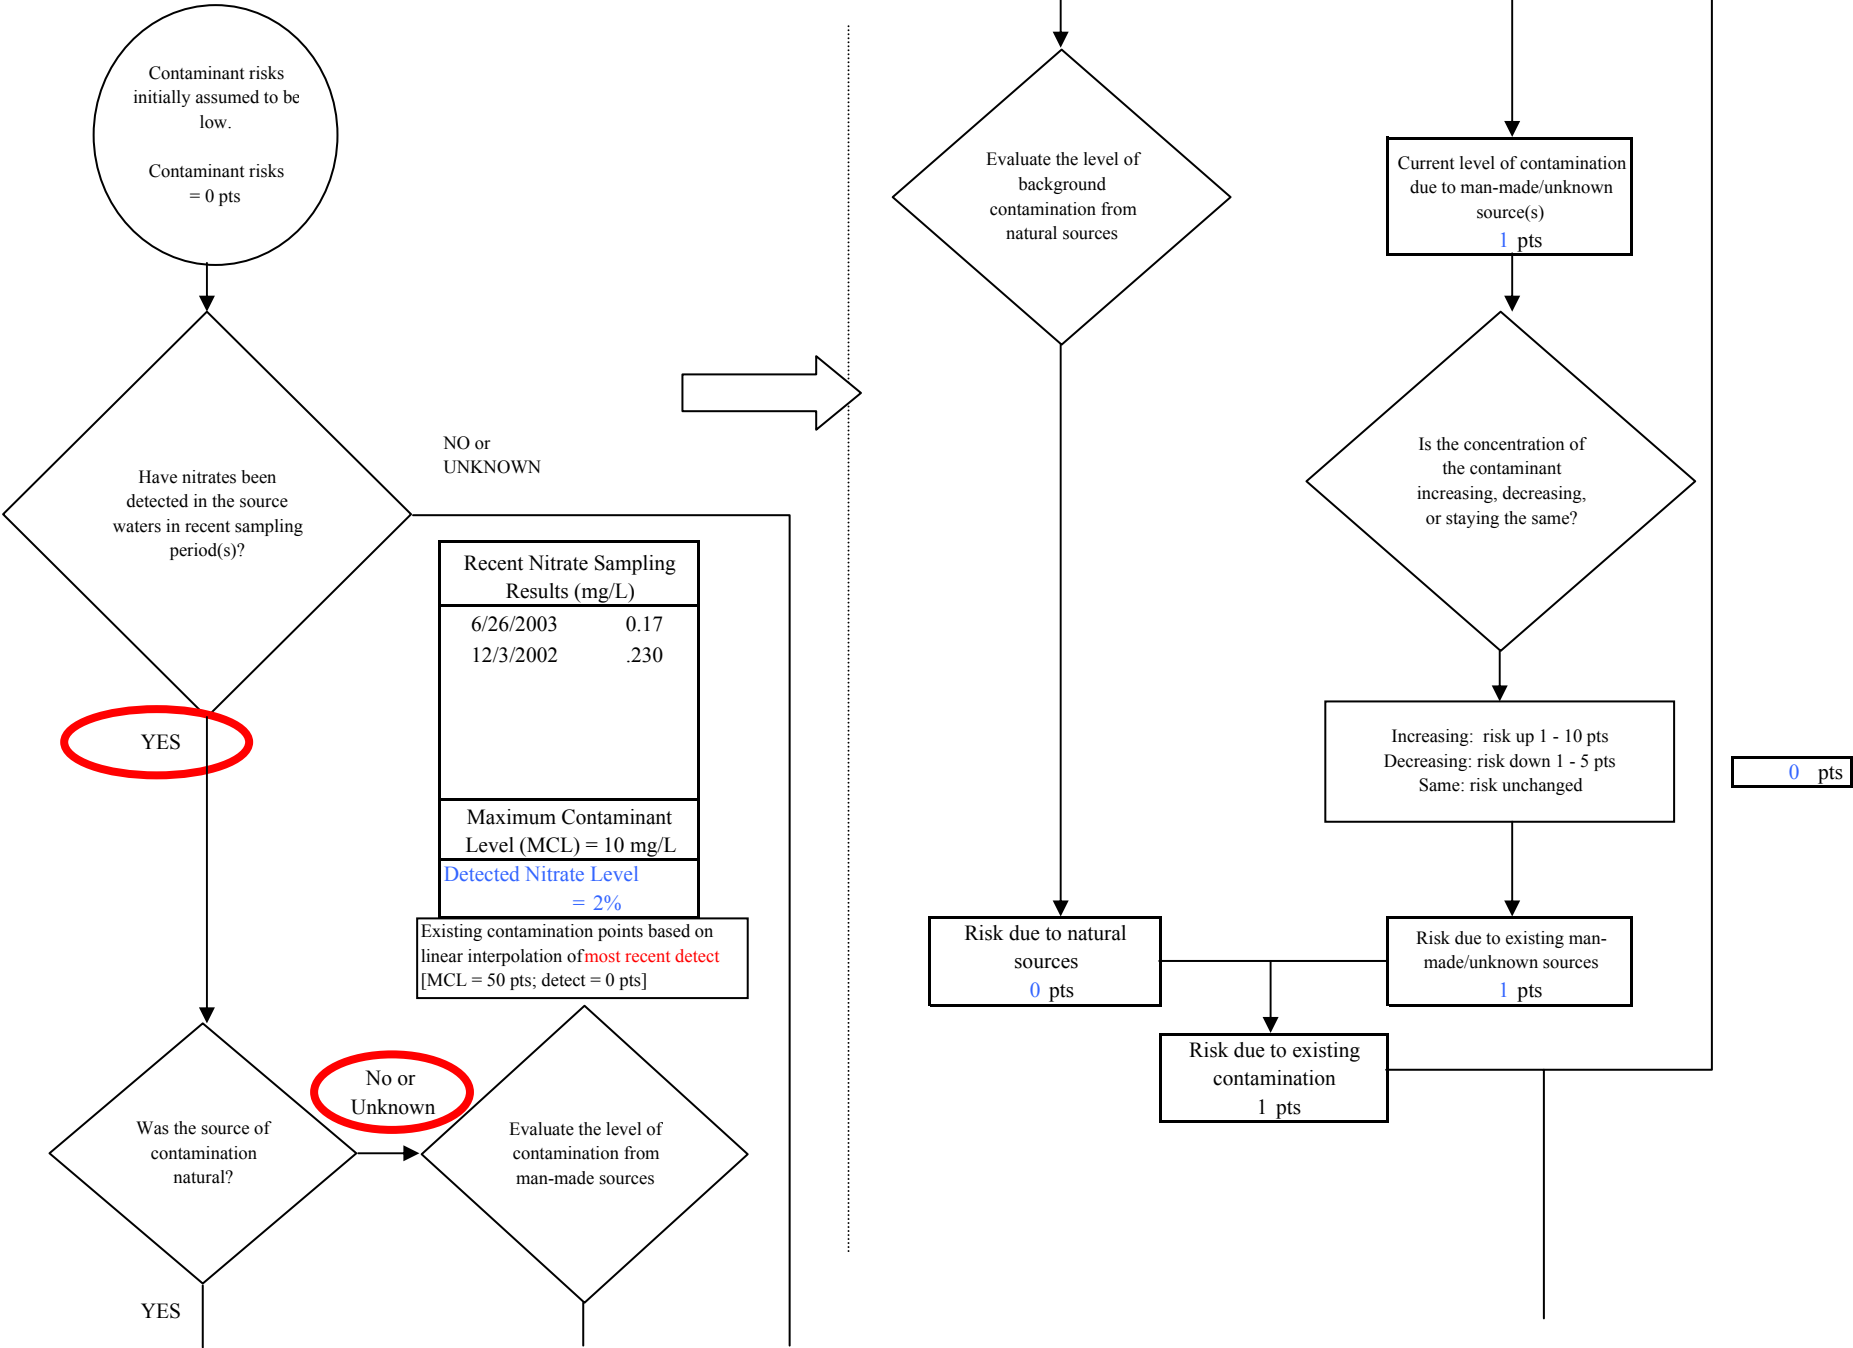 Contaminant risks
initially assumed to be
low.
Contaminant risks
= 0 pts
Have nitrates been
detected in the source
waters in recent sampling
period(s)?
NO or
UNKNOWN
YES
Recent Nitrate Sampling
Results (mg/L)
6/26/2003 0.17
12/3/2002 .230
Maximum Contaminant
Level (MCL) = 10 mg/L
Detected Nitrate Level
= 2%
Existing contamination points based on
linear interpolation of most recent detect
[MCL = 50 pts; detect = 0 pts]
Was the source of
contamination
natural?
No or
Unknown
Evaluate the level of
contamination from
man-made sources
YES
Evaluate the level of
background
contamination from
natural sources
Current level of contamination
due to man-made/unknown
source(s)
1 pts
Is the concentration of
the contaminant
increasing, decreasing,
or staying the same?
Increasing: risk up 1 - 10 pts
Decreasing: risk down 1 - 5 pts
Same: risk unchanged
0 pts
Risk due to natural
sources
0 pts
Risk due to existing man-
made/unknown sources
1 pts
Risk due to existing
contamination
1 pts